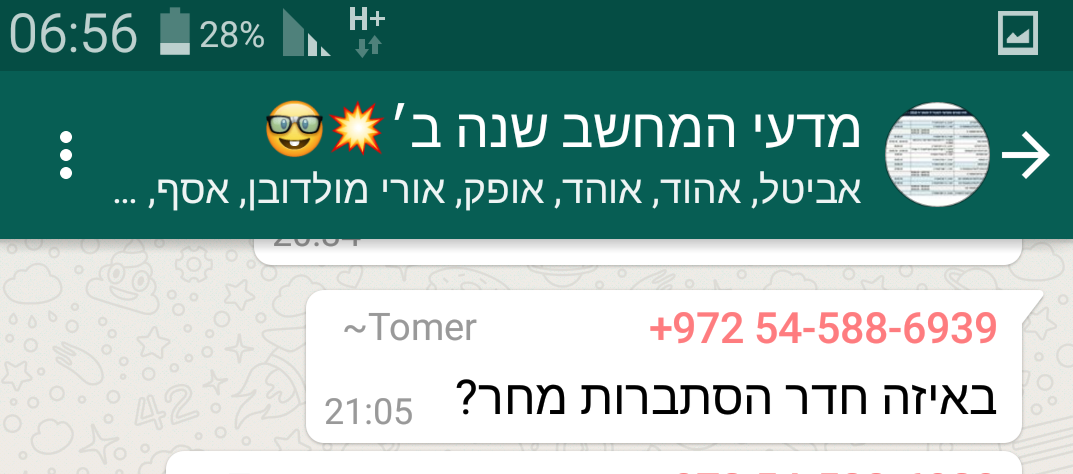 06:56 28% H+
מדעי המחשב שנה ב׳💥🤓
אביטל, אהוד, אוהד, אופק, אורי מולדובן, אסף, ...
+972 54-588-6939 ~Tomer
באיזה חדר הסתברות מחר?
21:05